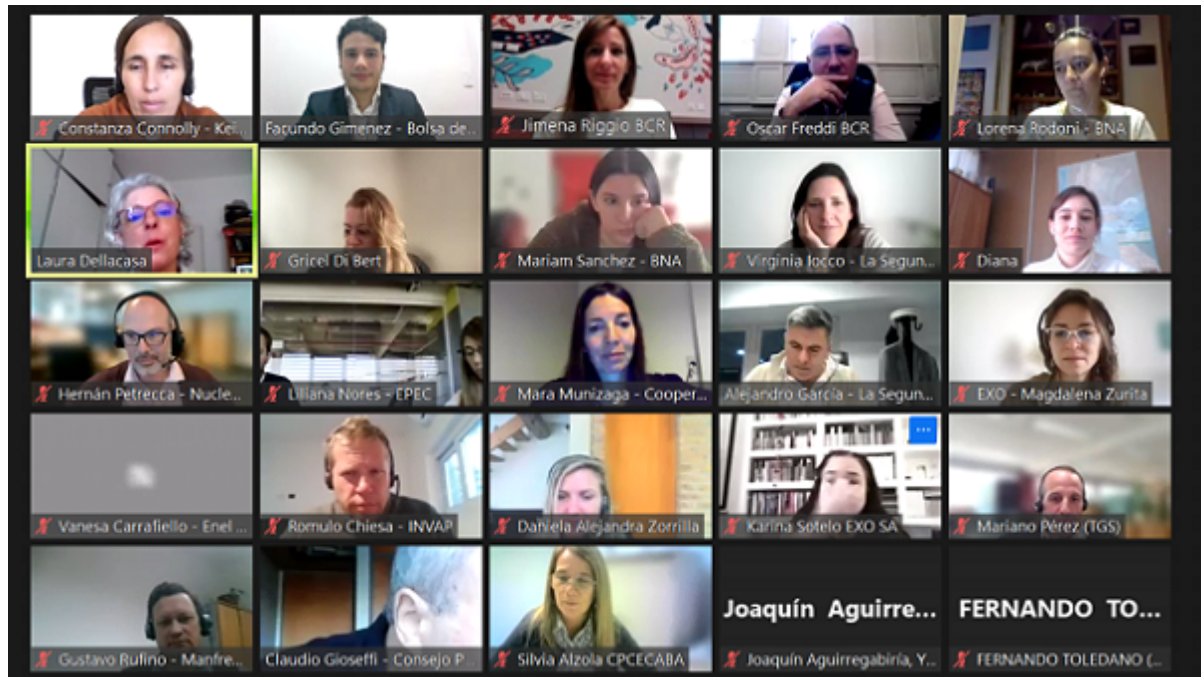 Constanza Connolly - Kei...
Facundo Gimenez - Bolsa de...
Jimena Riggio BCR
Oscar Freddi BCR
Lorena Rodoni - BNA
Laura Dellacasa
Gricel Di Bert
Mariam Sanchez - BNA
Virginia Iocco - La Segun...
Diana
Hernán Petrecca - Nucle...
Liliana Nores - EPEC
Mara Munizaga - Cooper...
Alejandro García - La Segun...
EXO - Magdalena Zurita
Vanesa Carrafiello - Enel ...
Romulo Chiesa - INVAP
Daniela Alejandra Zorrilla
Karina Sotelo EXO SA
Mariano Pérez (TGS)
Gustavo Rufino - Manfre...
Claudio Gioseffi - Consejo P...
Silvia Alzola CPCECABA
Joaquín Aguirre...
Joaquín Aguirregabiría, Y...
FERNANDO TO...
FERNANDO TOLEDANO (...